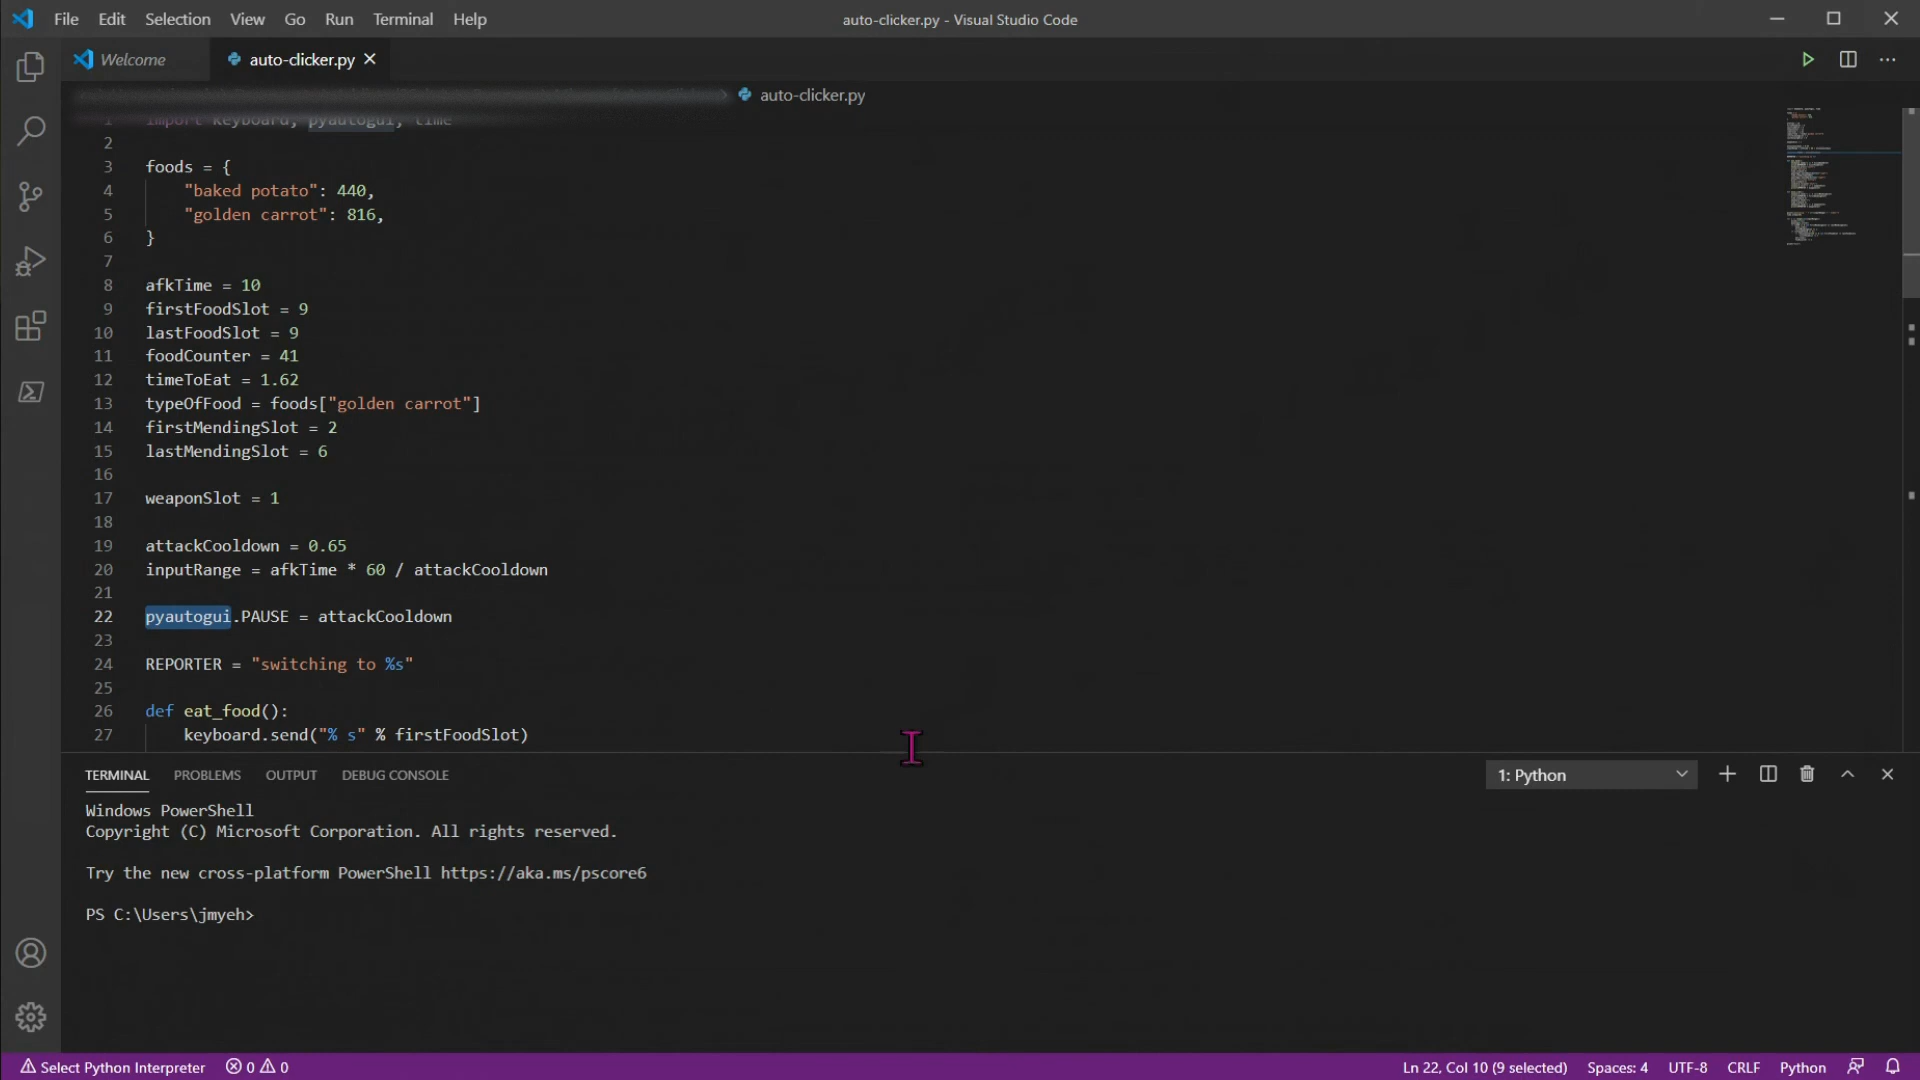 File Edit Selection View Go Run Terminal Help
auto-clicker.py - Visual Studio Code
Welcome
auto-clicker.py
> auto-clicker.py
1 import keyboard, pyautogui, time
2
3 foods = {
4 "baked potato": 440,
5 "golden carrot": 816,
6 }
7
8 afkTime = 10
9 firstFoodSlot = 9
10 lastFoodSlot = 9
11 foodCounter = 41
12 timeToEat = 1.62
13 typeOfFood = foods["golden carrot"]
14 firstMendingSlot = 2
15 lastMendingSlot = 6
16
17 weaponSlot = 1
18
19 attackCooldown = 0.65
20 inputRange = afkTime * 60 / attackCooldown
21
22 pyautogui.PAUSE = attackCooldown
23
24 REPORTER = "switching to %s"
25
26 def eat_food():
27 keyboard.send("% s" % firstFoodSlot)
TERMINAL PROBLEMS OUTPUT DEBUG CONSOLE
1: Python
Windows PowerShell
Copyright (C) Microsoft Corporation. All rights reserved.
Try the new cross-platform PowerShell https://aka.ms/pscore6
PS C:\Users\jmyeh>
Select Python Interpreter 0 0
Ln 22, Col 10 (9 selected) Spaces: 4 UTF-8 CRLF Python